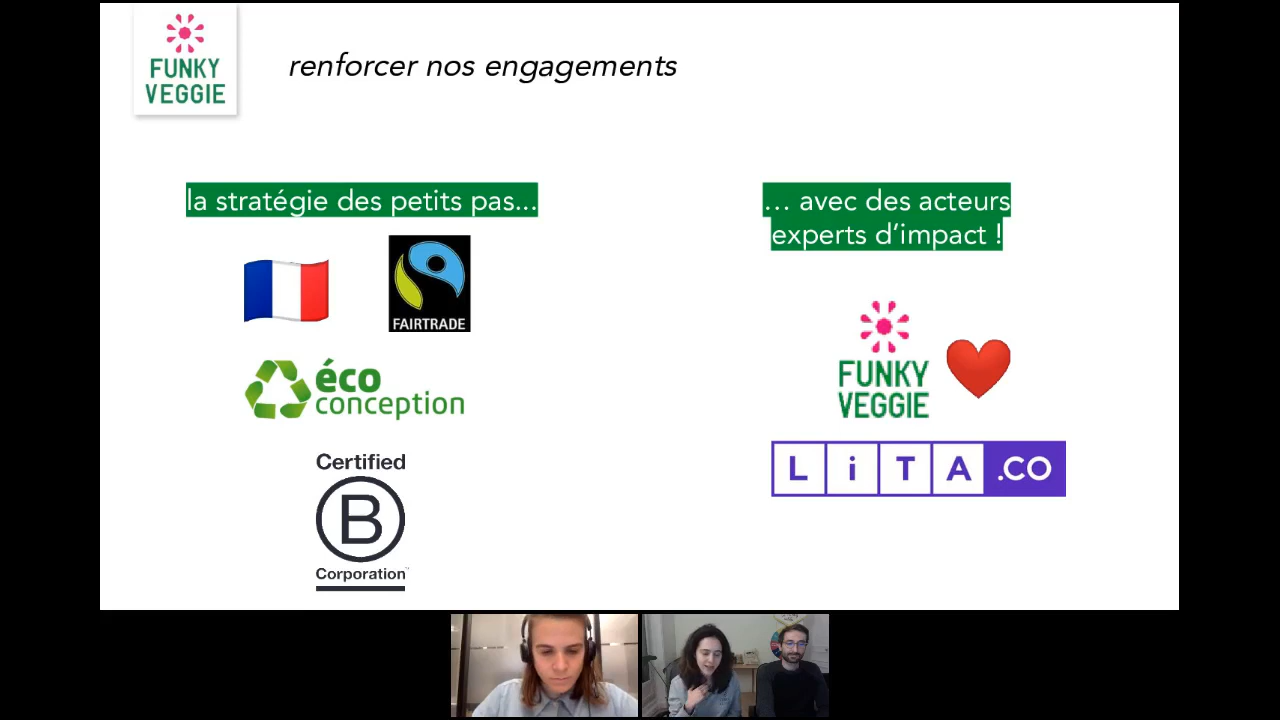 FUNKY
VEGGIE
renforcer nos engagements
la stratégie des petits pas...
FAIRTRADE
éco
conception
Certified
B
Corporation
... avec des acteurs
experts d’impact !
FUNKY
VEGGIE
LiTA.CO